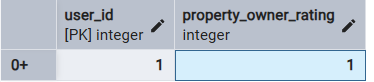 user_id property_owner_rating
[PK] integer integer
0+ 1 1